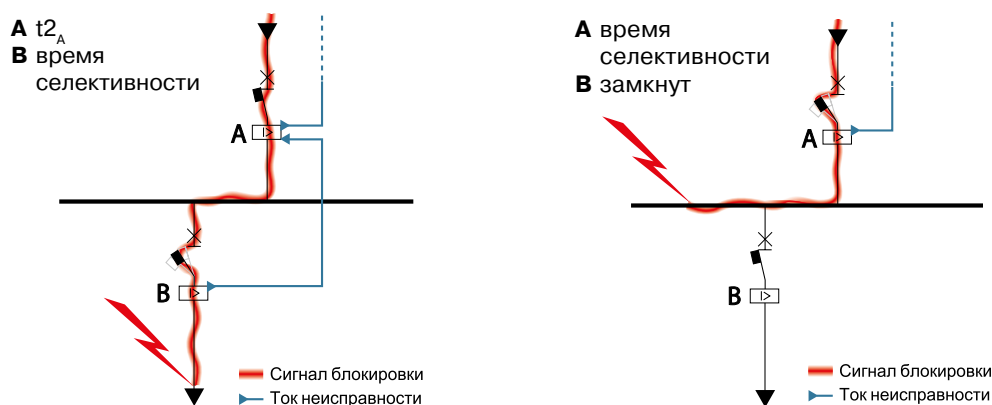 A t2A
B время
селективности
A
B
Сигнал блокировки
Ток неисправности
A время
селективности
B замкнут
A
B
Сигнал блокировки
Ток неисправности